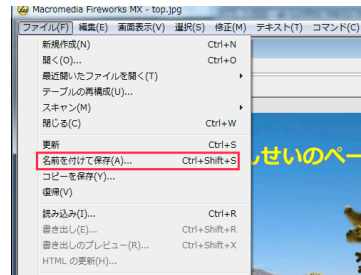 Macromedia Fireworks MX - top.jpg
ファイル(F) 編集(E) 画面表示(V) 選択(S) 修正(M) テキスト(T) コマンド(C)
新規作成(N) Ctrl+N
開く(O)... Ctrl+O
最近開いたファイルを開く(T)
テーブルの再構成(U)...
スキャン(M)
閉じる(C) Ctrl+W
更新 Ctrl+S
名前を付けて保存(A)... Ctrl+Shift+S
コピーを保存(Y)...
復帰(V)
読み込み(I)... Ctrl+R
書き出し(E)... Ctrl+Shift+R
書き出しのプレビュー(R)... Ctrl+Shift+X
HTML の更新(H)...
んせいのペー